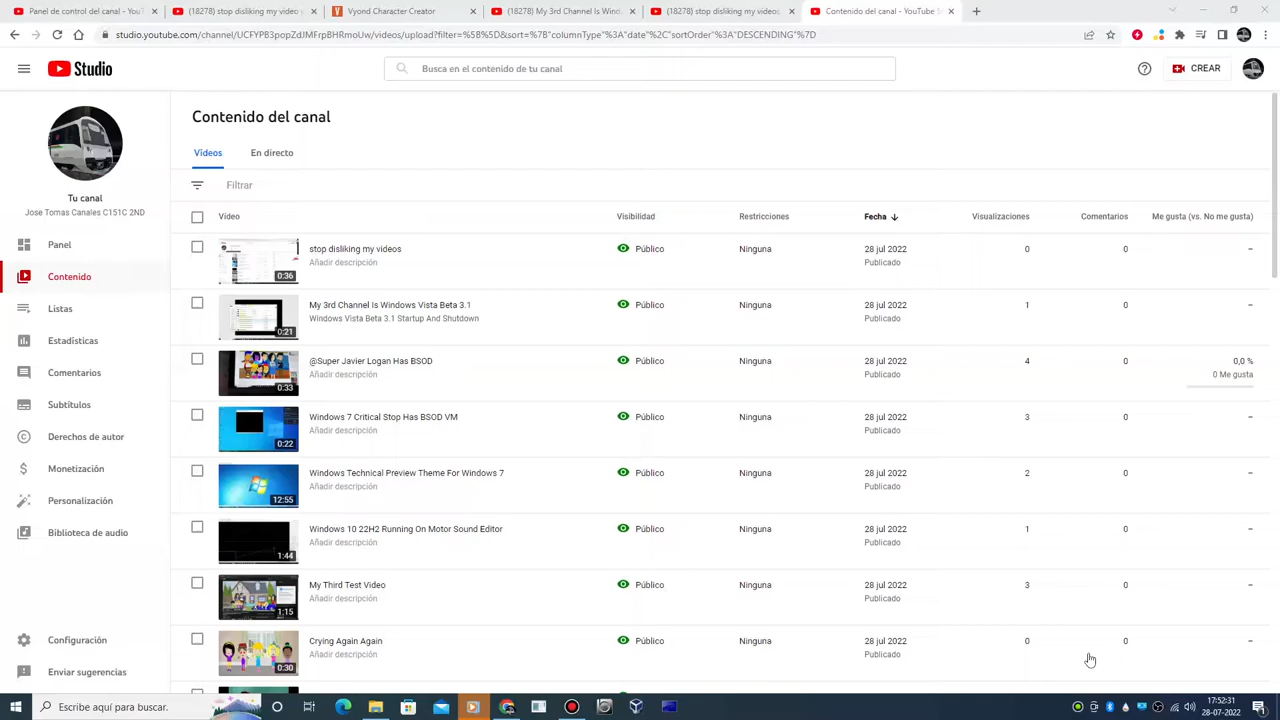 Panel de control del canal - YouT
(18278) stop disliking my videos -
Vyond Character Creator
(18278) My 3rd Channel Is Wind
(18278) stop disliking my videos
Contenido del canal - YouTube S
studio.youtube.com/channel/UCFYPB3popZdJMFrpBHRmoUw/videos/upload?filter=%5B%5D&sort=%7B"columnType"%3A"date"%2C"sortOrder"%3A"DESCENDING"%7D
Studio
Busca en el contenido de tu canal
CREAR
Tu canal
Jose Tomas Canales C151C 2ND
Panel
Contenido
Listas
Estadísticas
Comentarios
Subtítulos
Derechos de autor
Monetización
Personalización
Biblioteca de audio
Configuración
Enviar sugerencias
Contenido del canal
Vídeos En directo
Filtrar
Vídeo Visibilidad Restricciones Fecha Visualizaciones Comentarios Me gusta (vs. No me gusta)
0:36 stop disliking my videos Público Ninguna 28 jul 2022 0 0 –
Añadir descripción Publicado
0:21 My 3rd Channel Is Windows Vista Beta 3.1 Público Ninguna 28 jul 2022 1 0 –
Windows Vista Beta 3.1 Startup And Shutdown Publicado
0:33 @Super Javier Logan Has BSOD Público Ninguna 28 jul 2022 4 0 0,0 %
Añadir descripción Publicado 0 Me gusta
0:22 Windows 7 Critical Stop Has BSOD VM Público Ninguna 28 jul 2022 3 0 –
Añadir descripción Publicado
12:55 Windows Technical Preview Theme For Windows 7 Público Ninguna 28 jul 2022 2 0 –
Añadir descripción Publicado
1:44 Windows 10 22H2 Running On Motor Sound Editor Público Ninguna 28 jul 2022 1 0 –
Añadir descripción Publicado
1:15 My Third Test Video Público Ninguna 28 jul 2022 3 0 –
Añadir descripción Publicado
0:30 Crying Again Again Público Ninguna 28 jul 2022 0 0 –
Añadir descripción Publicado
Escribe aquí para buscar.
17:52:31
28-07-2022